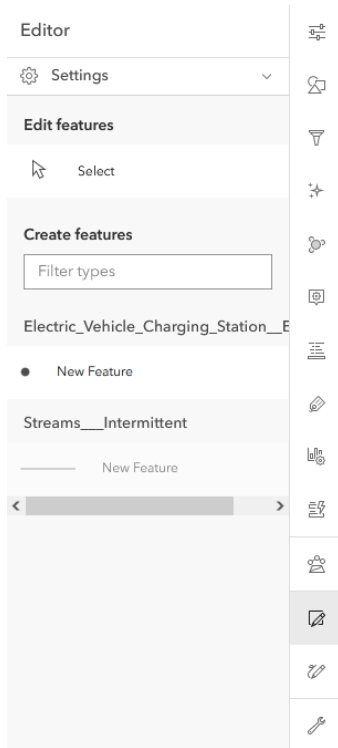 Editor
Settings
Edit features
Select
Create features
Filter types
Electric_Vehicle_Charging_Station__E
New Feature
Streams___Intermittent
New Feature